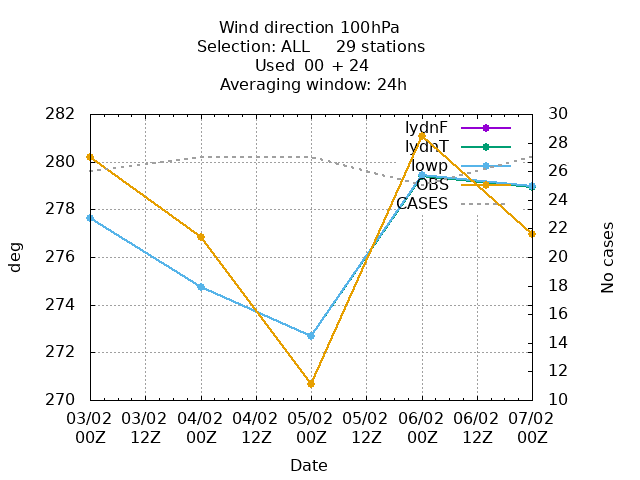 Wind direction 100hPa
Selection: ALL 29 stations
Used 00 + 24
Averaging window: 24h
282
280
278
276
274
272
270
deg
30
28
26
24
22
20
18
16
14
12
10
No cases
IydnF
IydnT
Iowp
OBS
CASES
03/02 03/02 04/02 04/02 05/02 05/02 06/02 06/02 07/02
00Z 12Z 00Z 12Z 00Z 12Z 00Z 12Z 00Z
Date